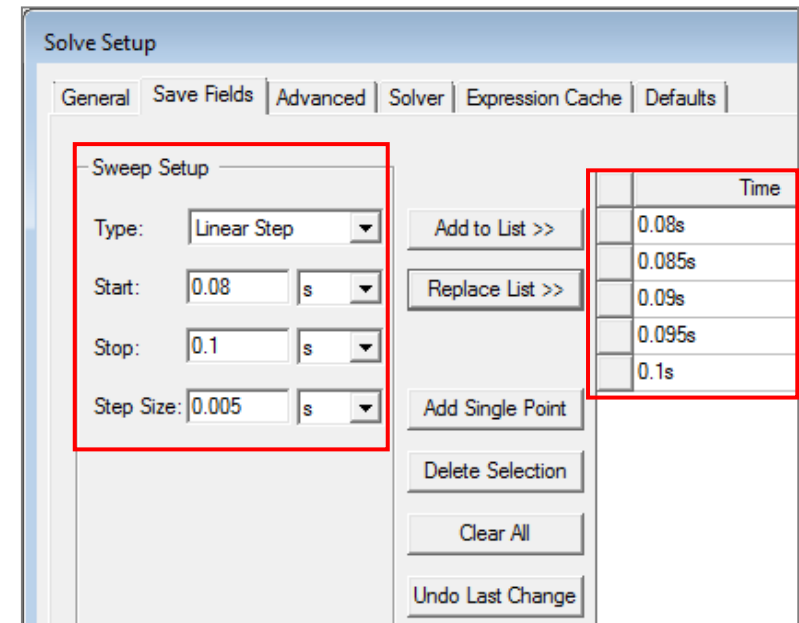 Solve Setup
General Save Fields Advanced Solver Expression Cache Defaults
Sweep Setup
Type: Linear Step
Start: 0.08 s
Stop: 0.1 s
Step Size: 0.005 s
Add to List >>
Replace List >>
Add Single Point
Delete Selection
Clear All
Undo Last Change
Time
0.08s
0.085s
0.09s
0.095s
0.1s